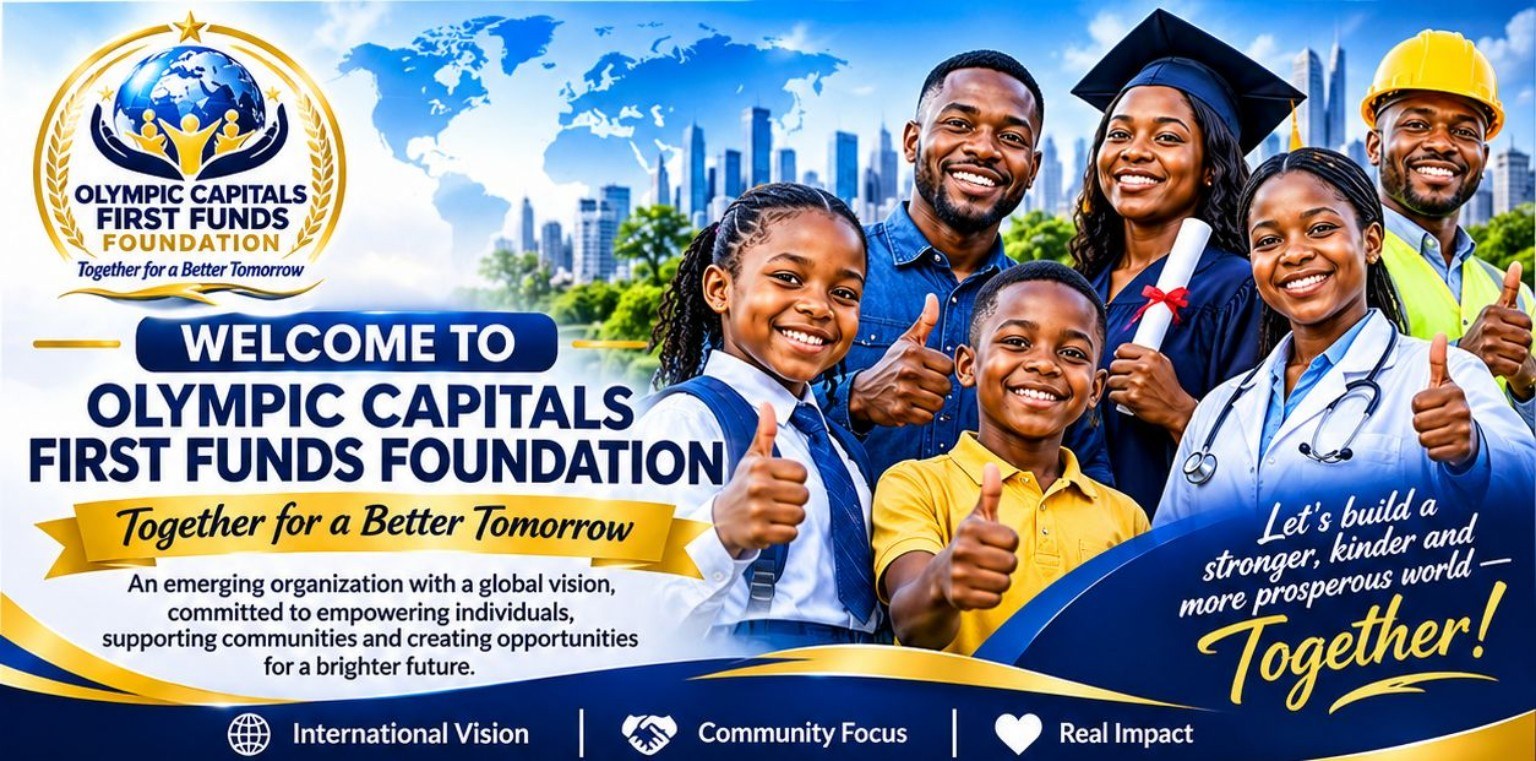 OLYMPIC CAPITALS
FIRST FUNDS
FOUNDATION
Together for a Better Tomorrow
WELCOME TO
OLYMPIC CAPITALS
FIRST FUNDS FOUNDATION
Together for a Better Tomorrow
An emerging organization with a global vision,
committed to empowering individuals,
supporting communities and creating opportunities
for a brighter future.
Let's build a
stronger, kinder and
more prosperous world —
Together!
International Vision
Community Focus
Real Impact